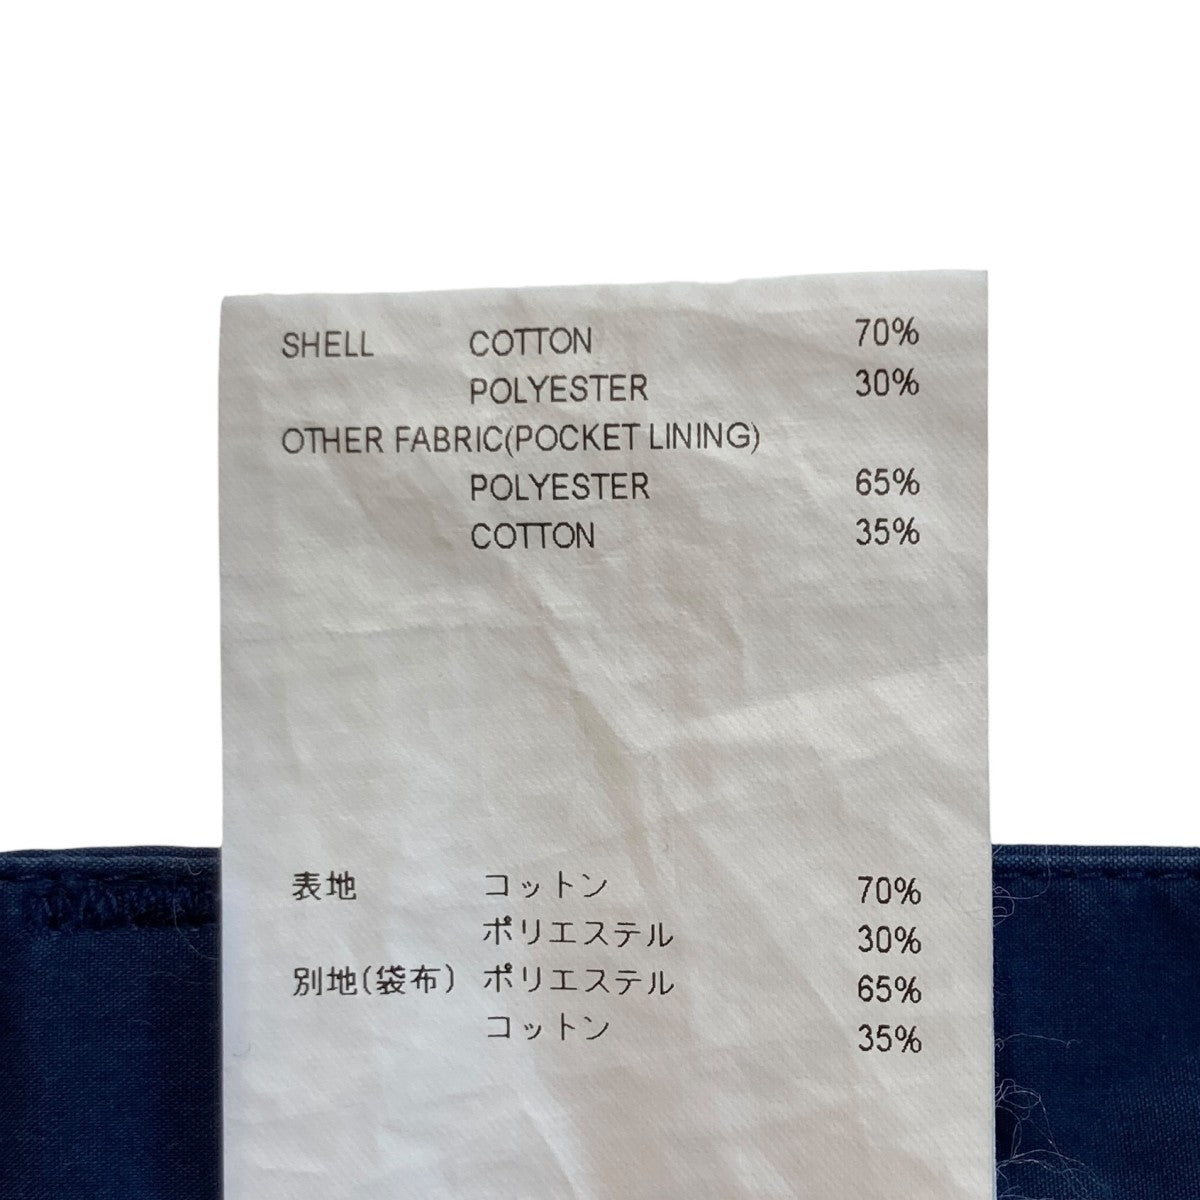 SHELL COTTON 70%
POLYESTER 30%
OTHER FABRIC(POCKET LINING)
POLYESTER 65%
COTTON 35%
表地 コットン 70%
ポリエステル 30%
別地(袋布) ポリエステル 65%
コットン 35%